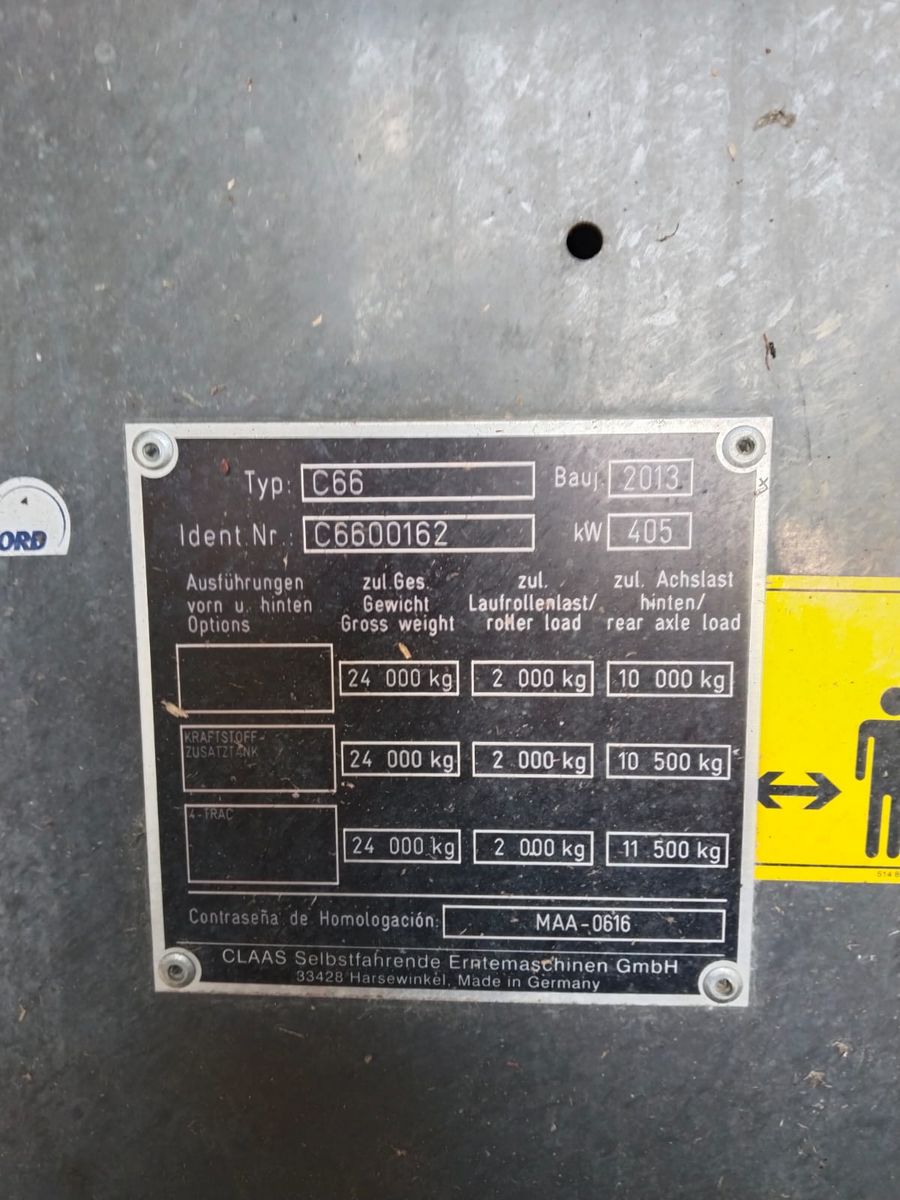 Typ: C66 Bauj. 2013
Ident Nr.: C6600162 kW 405
Ausführungen vorn u. hinten Options
zul. Ges. Gewicht Gross weight
zul. Laufrollenlast/ roller load
zul. Achslast hinten/ rear axle load
24 000 kg 2 000 kg 10 000 kg
KRAFTSTOFF-
ZUSATZTANK
24 000 kg 2 000 kg 10 500 kg
4-TRAC
24 000 kg 2 000 kg 11 500 kg
Contraseña de Homologación: MAA-0616
CLAAS Selbstfahrende Erntemaschinen GmbH
33428 Harsewinkel, Made in Germany
ORD
514 8